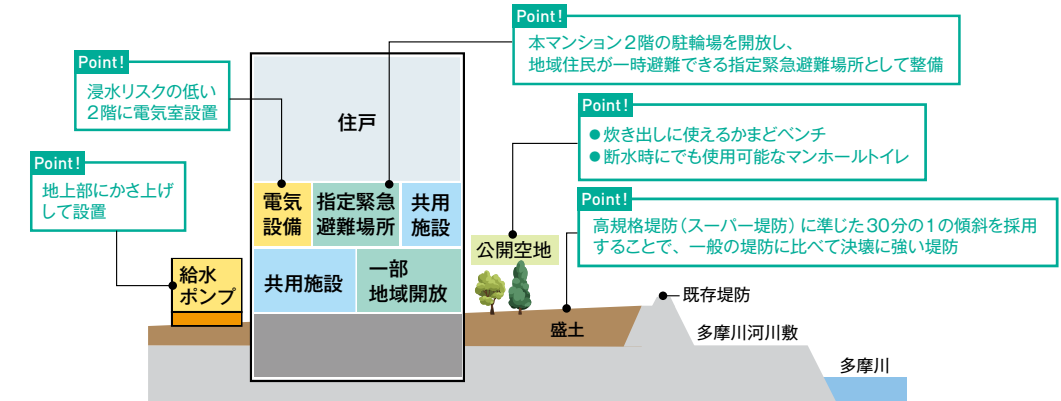 Point!
本マンション2階の駐輪場を開放し、
地域住民が一時避難できる指定緊急避難場所として整備
Point!
浸水リスクの低い
2階に電気室設置
Point!
●炊き出しに使えるかまどベンチ
●断水時にでも使用可能なマンホールトイレ
Point!
地上部にかさ上げ
して設置
Point!
高規格堤防(スーパー堤防)に準じた30分の1の傾斜を採用
することで、一般の堤防に比べて決壊に強い堤防
住戸
電気
設備
指定緊急
避難場所
共用
施設
公開空地
給水
ポンプ
共用施設
一部
地域開放
既存堤防
盛土
多摩川河川敷
多摩川